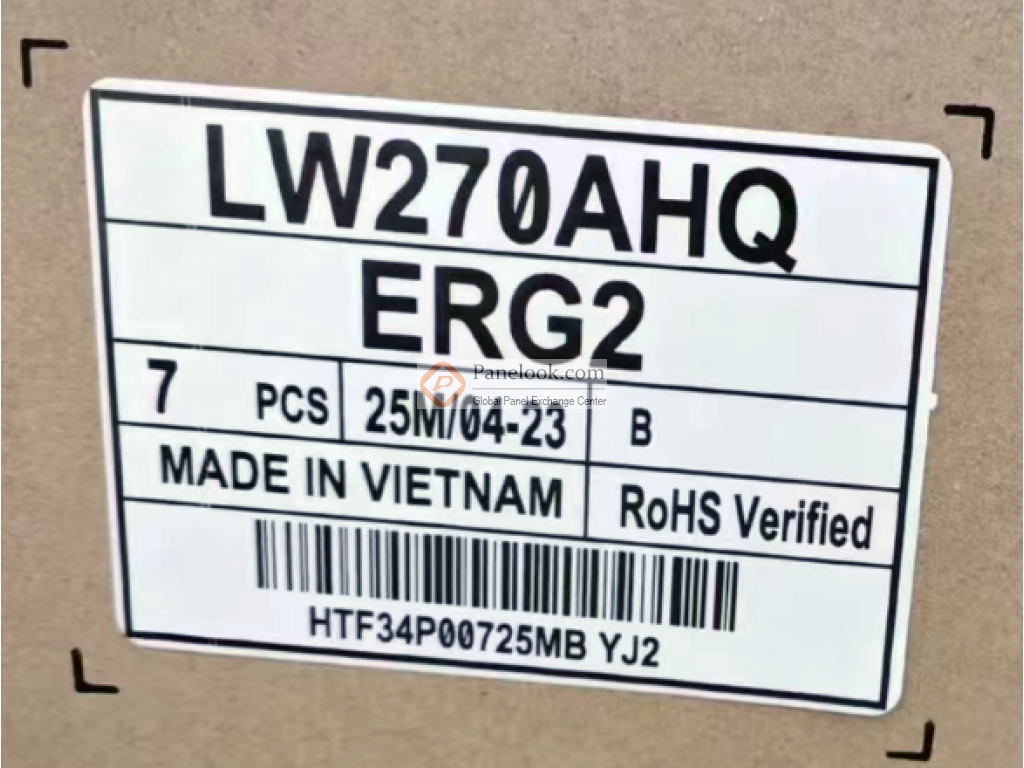 LW270AHQ
ERG2
Panelook.com
Global Panel Exchange Center
7 PCS 25M/04-23 B
MADE IN VIETNAM RoHS Verified
HTF34P00725MB YJ2